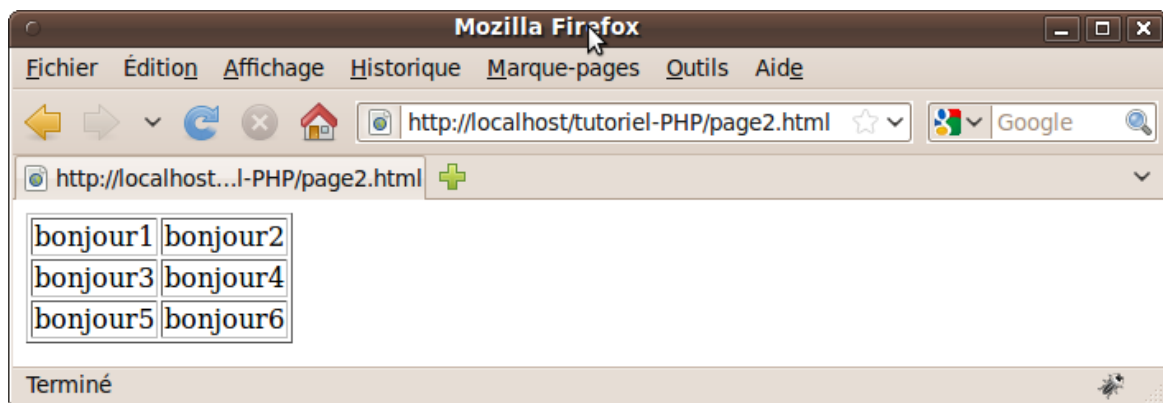 Mozilla Firefox
Fichier Édition Affichage Historique Marque-pages Outils Aide
http://localhost/tutoriel-PHP/page2.html Google
http://localhost...l-PHP/page2.html
bonjour1 bonjour2
bonjour3 bonjour4
bonjour5 bonjour6
Terminé